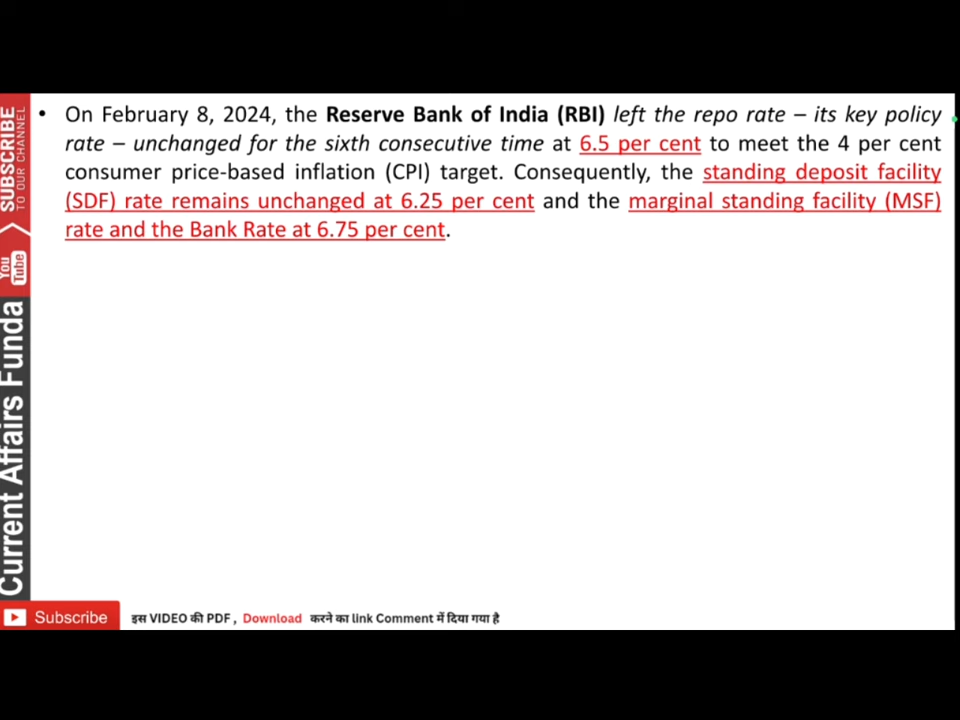 • On February 8, 2024, the Reserve Bank of India (RBI) left the repo rate – its key policy
rate – unchanged for the sixth consecutive time at 6.5 per cent to meet the 4 per cent
consumer price-based inflation (CPI) target. Consequently, the standing deposit facility
(SDF) rate remains unchanged at 6.25 per cent and the marginal standing facility (MSF)
rate and the Bank Rate at 6.75 per cent.
SUBSCRIBE
TO OUR CHANNEL
You
Tube
Current Affairs Funda
Subscribe
इस VIDEO की PDF , Download करने का link Comment में दिया गया है